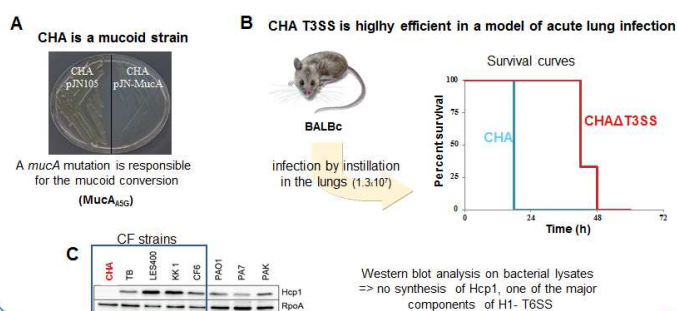 A
CHA is a mucoid strain
CHA
pJN105
CHA
pJN-MucA
A mucA mutation is responsible
for the mucoid conversion
(MucAA5G)
B
CHA T3SS is higlhy efficient in a model of acute lung infection
BALBc
infection by instillation
in the lungs (1.3x10⁷)
Survival curves
Percent survival
100
75
50
25
0
CHA
CHAΔT3SS
0 24 48 72
Time (h)
C
CF strains
CHA
TB
LES400
KK 1
CF6
PAO1
PA7
PAK
Hcp1
RpoA
Western blot analysis on bacterial lysates
=> no synthesis of Hcp1, one of the major
components of H1- T6SS